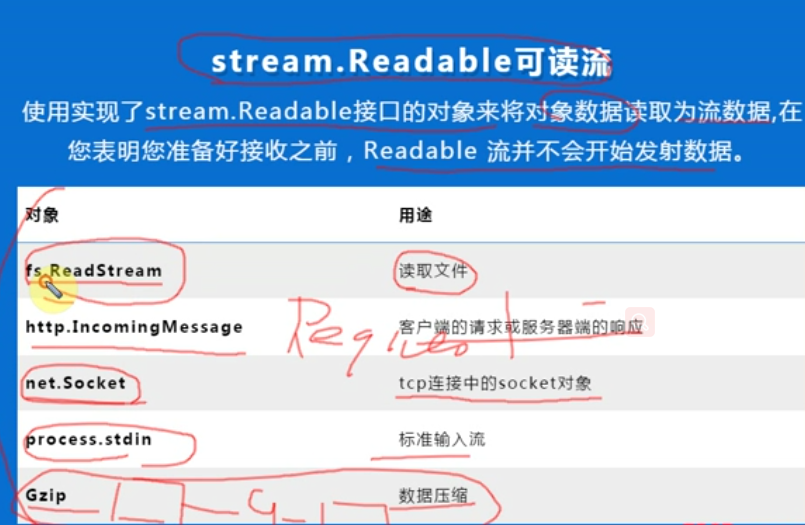 stream.Readable可读流
使用实现了stream.Readable接口的对象来将对象数据读取为流数据,在
您表明您准备好接收之前，Readable 流并不会开始发射数据。
对象 用途
fs.ReadStream 读取文件
http.IncomingMessage 客户端的请求或服务器端的响应
net.Socket tcp连接中的socket对象
process.stdin 标准输入流
Gzip 数据压缩